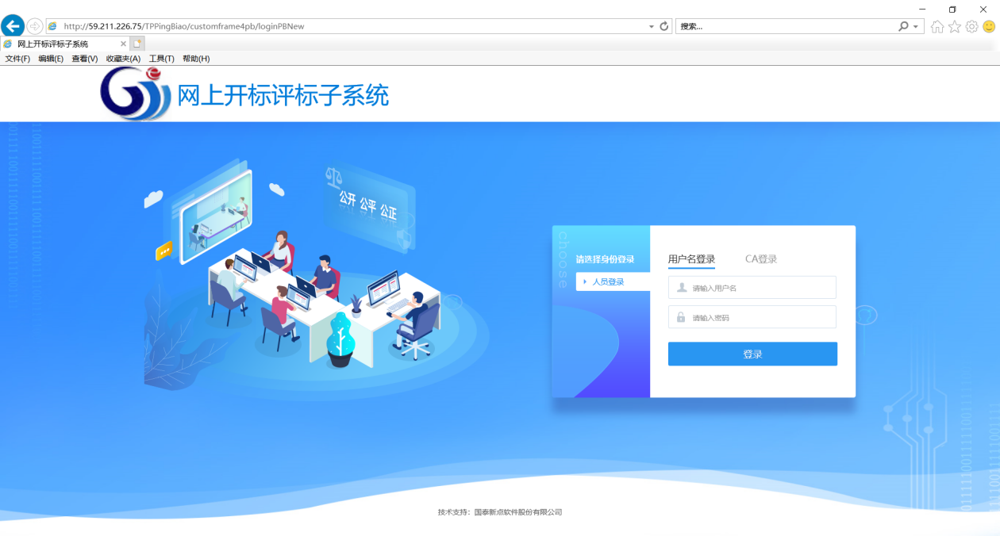 http://59.211.226.75/TPPingBiao/customframe4pb/loginPBNew
搜索...
网上开标评标子系统
文件(F) 编辑(E) 查看(V) 收藏夹(A) 工具(T) 帮助(H)
网上开标评标子系统
公开 公平 公正
choose
请选择身份登录
人员登录
用户名登录 CA登录
请输入用户名
请输入密码
登录
技术支持：国泰新点软件股份有限公司